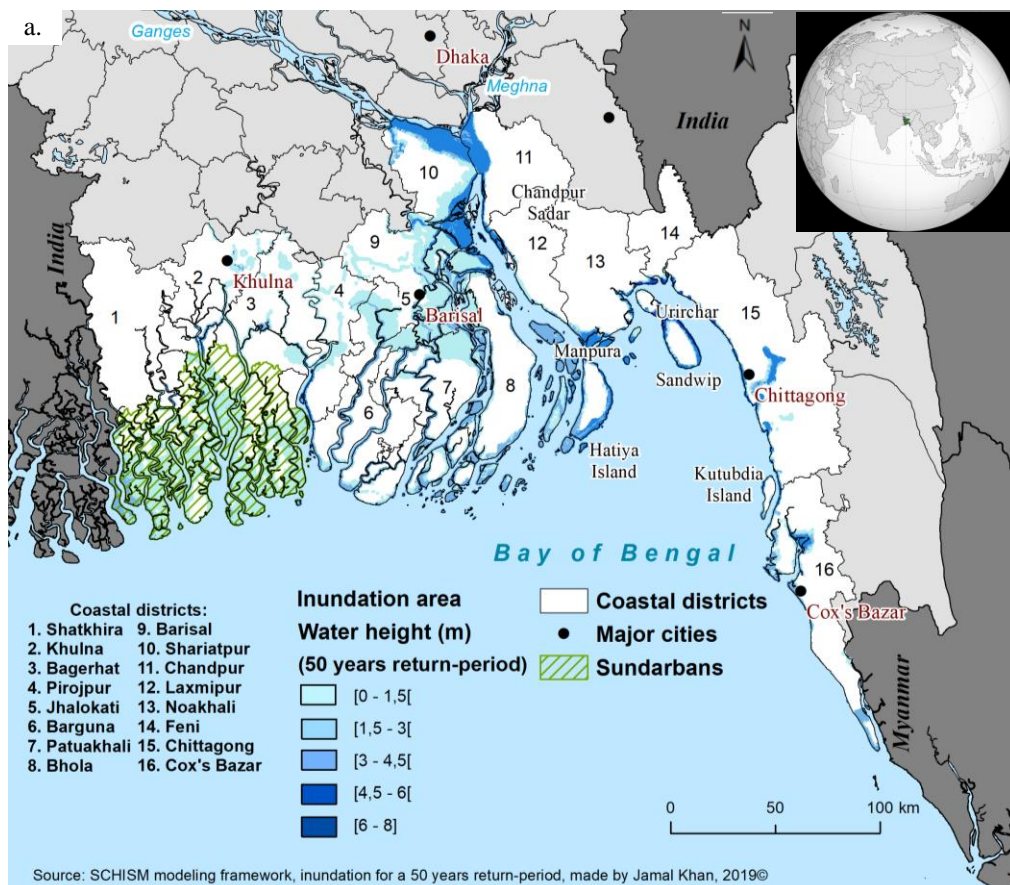 a.
Ganges
Dhaka
N
Meghna
India
India
10
11
Chandpur
Sadar
9
12
14
13
2
Khulna
3
4
5
Barisal
1
15
Urirchar
Manpura
Sandwip
Chittagong
8
7
6
Hatiya
Island
Kutubdia
Island
Bay of Bengal
16
Cox's Bazar
Myanmar
Coastal districts:
1. Shatkhira 9. Barisal
2. Khulna 10. Shariatpur
3. Bagerhat 11. Chandpur
4. Pirojpur 12. Laxmipur
5. Jhalokati 13. Noakhali
6. Barguna 14. Feni
7. Patuakhali 15. Chittagong
8. Bhola 16. Cox's Bazar
Inundation area
Water height (m)
(50 years return-period)
[0 - 1,5[
[1,5 - 3[
[3 - 4,5[
[4,5 - 6[
[6 - 8]
Coastal districts
Major cities
Sundarbans
0 50 100 km
Source: SCHISM modeling framework, inundation for a 50 years return-period, made by Jamal Khan, 2019©